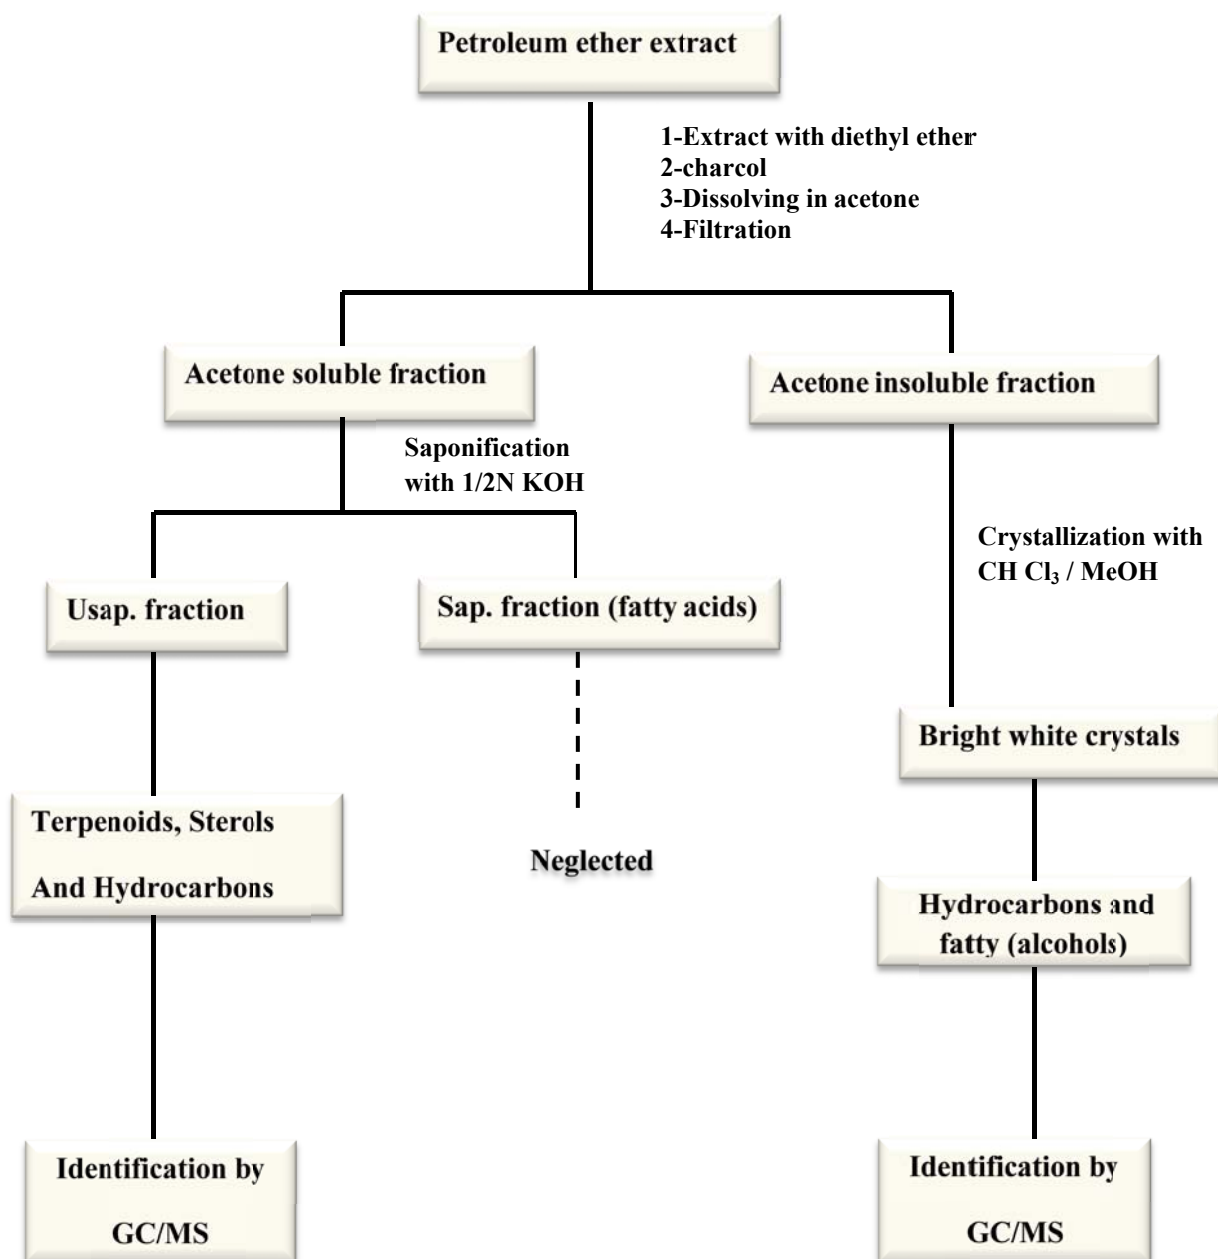 Petroleum ether extract
1-Extract with diethyl ether
2-charcol
3-Dissolving in acetone
4-Filtration
Acetone soluble fraction
Acetone insoluble fraction
Saponification
with 1/2N KOH
Crystallization with
CH Cl₃ / MeOH
Usap. fraction
Sap. fraction (fatty acids)
Bright white crystals
Terpenoids, Sterols
And Hydrocarbons
Neglected
Hydrocarbons and
fatty (alcohols)
Identification by
GC/MS
Identification by
GC/MS